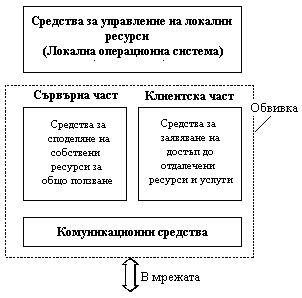 Средства за управление на локални
ресурси
(Локална операционна система)
Сървърна част
Клиентска част
Обвивка
Средства за
споделяне на
собствени
ресурси за
общо ползване
Средства за
заявяване на
достъп до
отдалечени
ресурси и услуги
Комуникационни средства
В мрежата